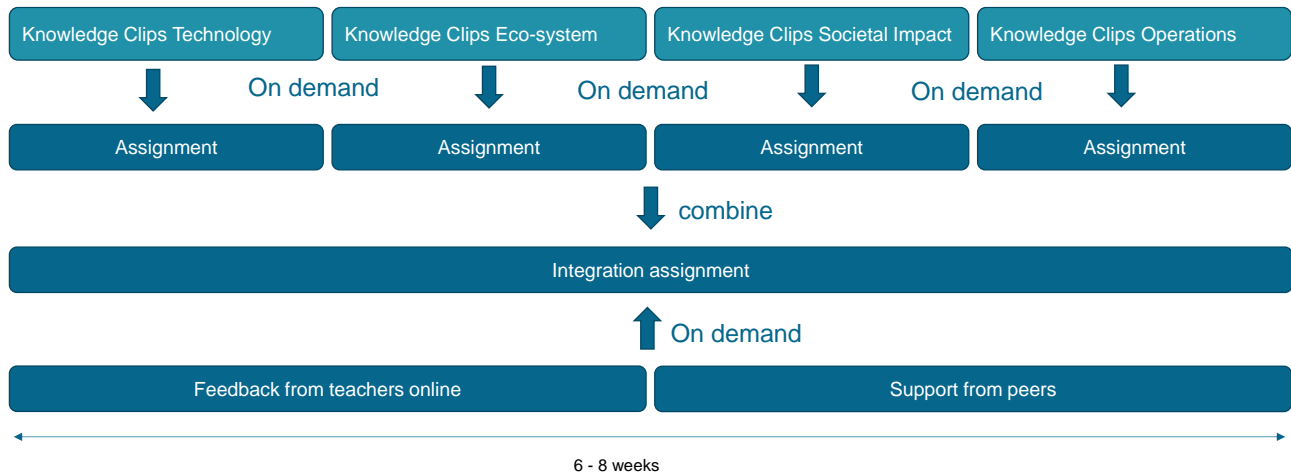 Knowledge Clips Technology
Knowledge Clips Eco-system
Knowledge Clips Societal Impact
Knowledge Clips Operations
On demand
On demand
On demand
Assignment
Assignment
Assignment
Assignment
combine
Integration assignment
On demand
Feedback from teachers online
Support from peers
6 - 8 weeks